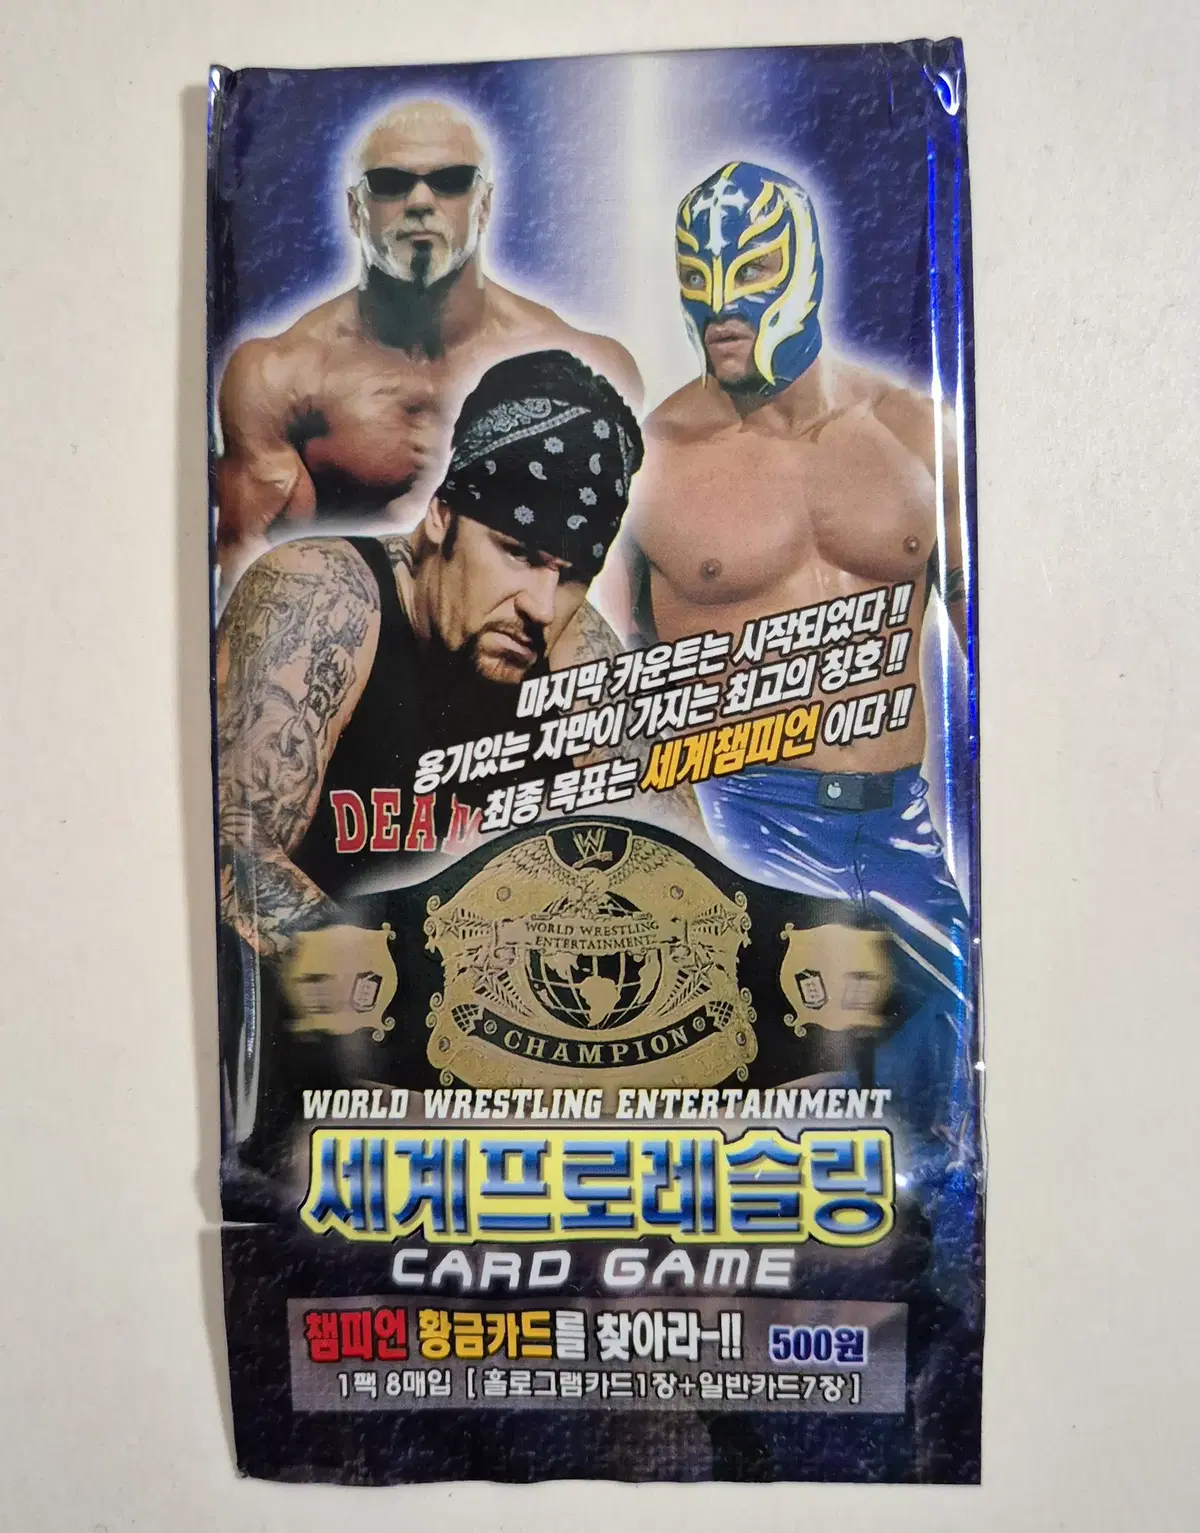 마지막 카운트는 시작되었다!!
용기있는 자만이 가지는 최고의 칭호!!
최종 목표는 세계챔피언이다!!
DEA
W
WORLD WRESTLING
ENTERTAINMENT
CHAMPION
WORLD WRESTLING ENTERTAINMENT
세계프로레슬링
CARD GAME
챔피언 황금카드를 찾아라-!! 500원
1팩 8매입 [홀로그램카드1장+일반카드7장]